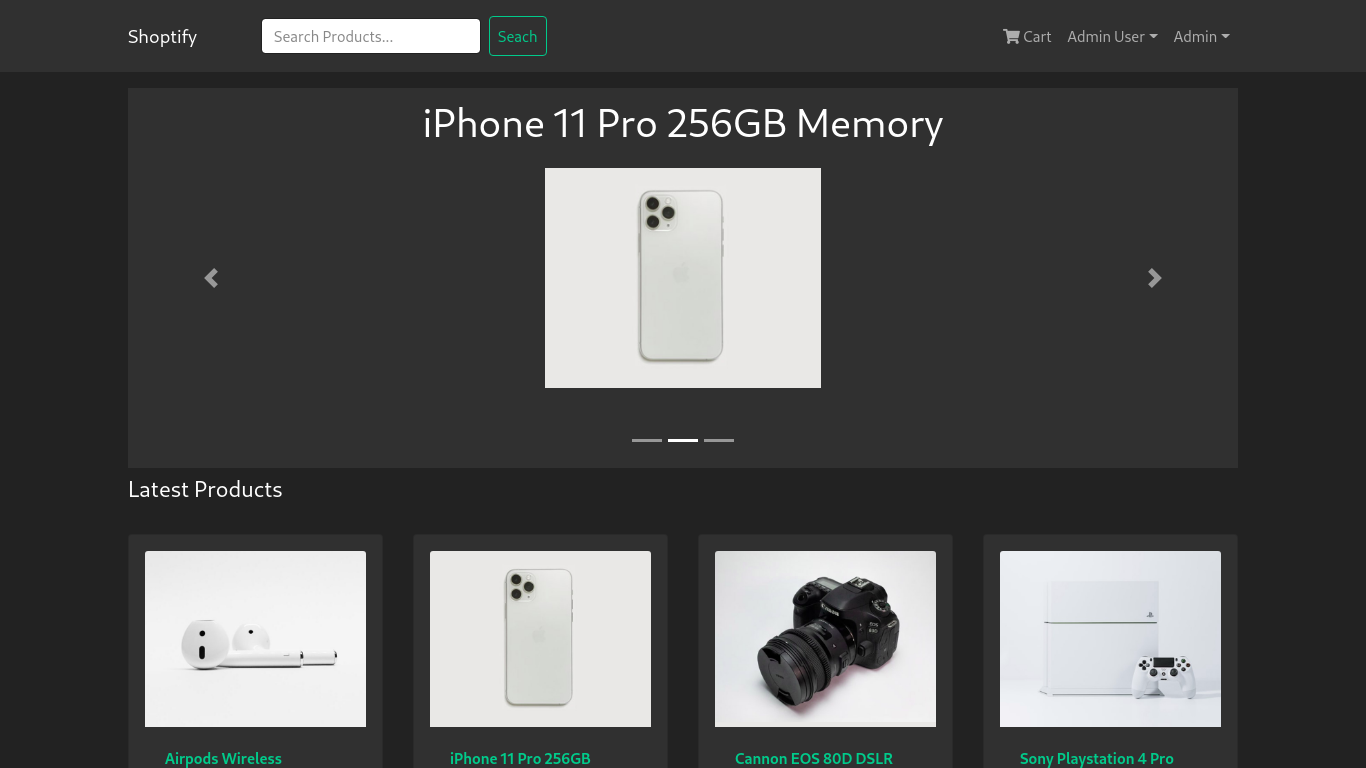 Shoptify
Search Products...
Seach
Cart
Admin User
Admin
iPhone 11 Pro 256GB Memory
Latest Products
Airpods Wireless
iPhone 11 Pro 256GB
Cannon EOS 80D DSLR
Sony Playstation 4 Pro